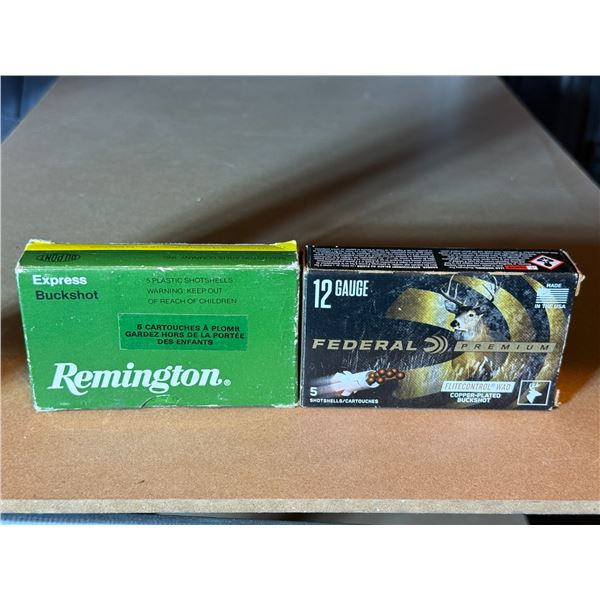 DUPONT
Express
Buckshot
5 PLASTIC SHOTSHELLS
WARNING: KEEP OUT
OF REACH OF CHILDREN
5 CARTOUCHES À PLOMB
GARDEZ HORS DE LA PORTÉE
DES ENFANTS
Remington®
12 GAUGE
MADE
IN THE USA
FEDERAL PREMIUM
5
SHOTSHELLS/CARTOUCHES
FLITECONTROL® WAD
COPPER-PLATED
BUCKSHOT